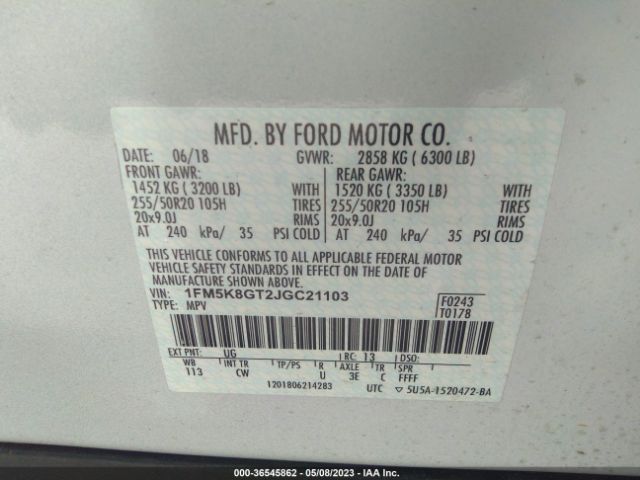 MFD. BY FORD MOTOR CO.
DATE: 06/18 GVWR: 2858 KG ( 6300 LB)
FRONT GAWR: REAR GAWR:
1452 KG ( 3200 LB) WITH 1520 KG ( 3350 LB) WITH
255/50R20 105H TIRES 255/50R20 105H TIRES
20x9.0J RIMS 20x9.0J RIMS
AT 240 kPa/ 35 PSI COLD AT 240 kPa/ 35 PSI COLD
THIS VEHICLE CONFORMS TO ALL APPLICABLE FEDERAL MOTOR
VEHICLE SAFETY STANDARDS IN EFFECT ON THE DATE OF
MANUFACTURE SHOWN ABOVE.
VIN: 1FM5K8GT2JGC21103 F0243
TYPE: MPV T0178
EXT PNT: UG RC: 13 DSO:
WB INT TR TP/PS R AXLE TR SPR
113 CW U 3E C FFFF
1201806214283 UTC ▽ 5U5A-1520472-BA
000-36545862 - 05/08/2023 - IAA Inc.